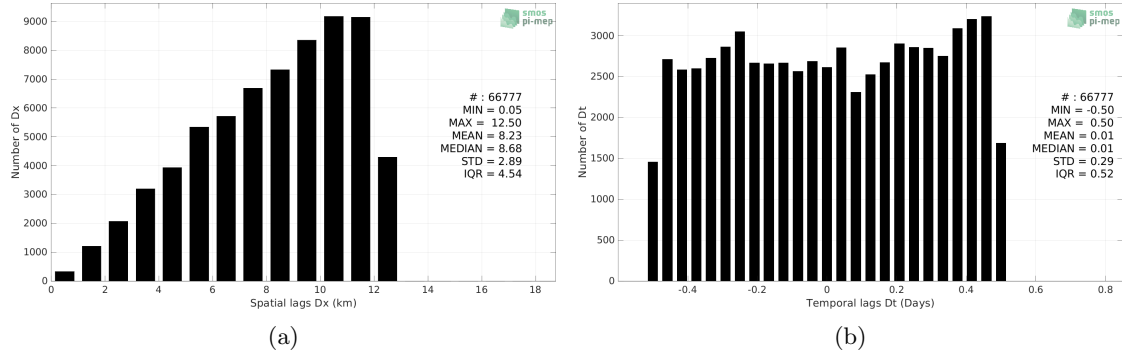 (a)
smos
pi-mep
Number of Dx
9000
8000
7000
6000
5000
4000
3000
2000
1000
0
# : 66777
MIN = 0.05
MAX = 12.50
MEAN = 8.23
MEDIAN = 8.68
STD = 2.89
IQR = 4.54
0 2 4 6 8 10 12 14 16 18
Spatial lags Dx (km)
(b)
smos
pi-mep
Number of Dt
3000
2500
2000
1500
1000
500
0
# : 66777
MIN = -0.50
MAX = 0.50
MEAN = 0.01
MEDIAN = 0.01
STD = 0.29
IQR = 0.52
-0.4 -0.2 0 0.2 0.4 0.6 0.8
Temporal lags Dt (Days)